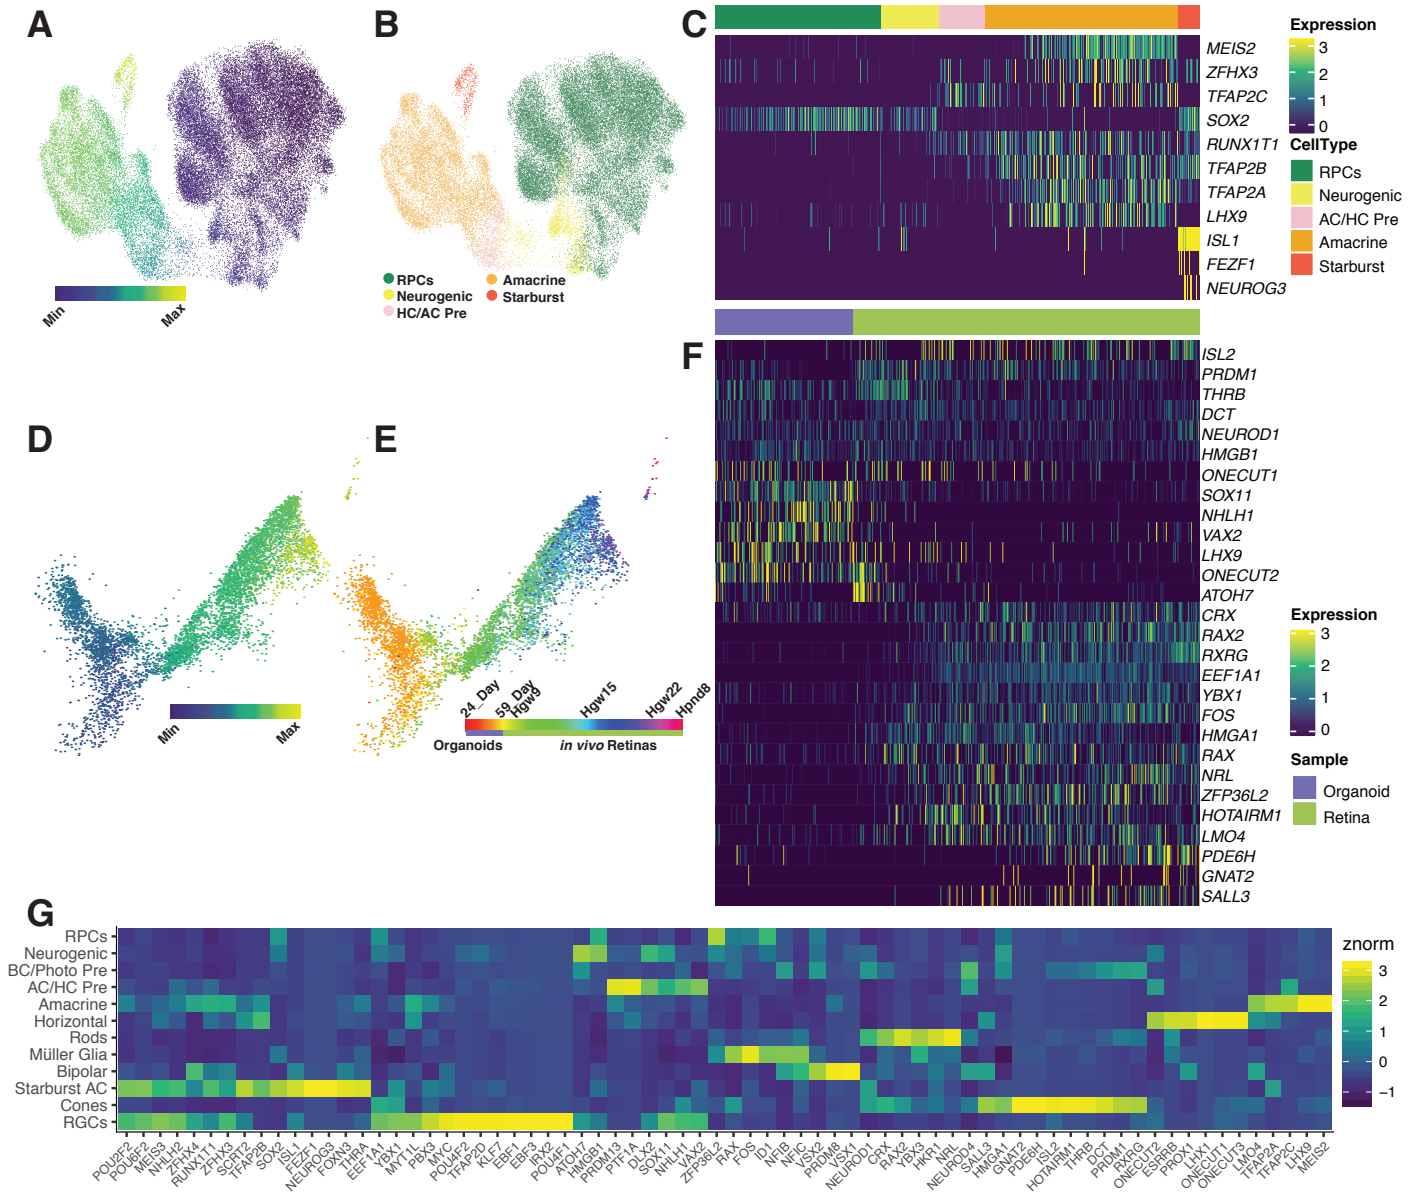 A
Min
Max
B
RPCs
Neurogenic
HC/AC Pre
Amacrine
Starburst
C
MEIS2
ZFHX3
TFAP2C
SOX2
RUNX1T1
TFAP2B
TFAP2A
LHX9
ISL1
FEZF1
NEUROG3
Expression
3
2
1
0
CellType
RPCs
Neurogenic
AC/HC Pre
Amacrine
Starburst
D
Min
Max
E
24_Day
59_Day
Hgw9
Hgw15
Hgw22
Hpnd8
Organoids
in vivo Retinas
F
ISL2
PRDM1
THRB
DCT
NEUROD1
HMGB1
ONECUT1
SOX11
NHLH1
VAX2
LHX9
ONECUT2
ATOH7
CRX
RAX2
RXRG
EEF1A1
YBX1
FOS
HMGA1
RAX
NRL
ZFP36L2
HOTAIRM1
LMO4
PDE6H
GNAT2
SALL3
Expression
3
2
1
0
Sample
Organoid
Retina
G
RPCs
Neurogenic
BC/Photo Pre
AC/HC Pre
Amacrine
Horizontal
Rods
Müller Glia
Bipolar
Starburst AC
Cones
RGCs
POU2F2
POU6F2
MEIS3
NHLH2
ZFHX4
RUNX1T1
ZFHX3
SCRT2
TFAP2B
SOX2
ISL1
FEZF1
NEUROG3
FOXN3
THRA
EEF1A1
YBX1
MYT1L
PBX3
MYC
POU4F2
TFAP2D
KLF7
EBF1
EBF3
IRX2
POU4F1
ATOH7
HMGB1
PRDM13
PTF1A
DLX2
SOX11
NHLH1
VAX2
ZFP36L2
RAX
FOS
ID1
NFIB
NFIC
VSX2
PRDM8
VSX1
NEUROD1
CRX
RAX2
YBX3
HKR1
NRL
NEUROD4
SALL3
HMGA1
GNAT2
PDE6H
ISL2
HOTAIRM1
THRB
DCT
PRDM1
RXRG
ONECUT2
ESRRB
PROX1
LHX1
ONECUT1
ONECUT3
LMO4
TFAP2A
TFAP2C
LHX9
MEIS2
znorm
3
2
1
0
−1